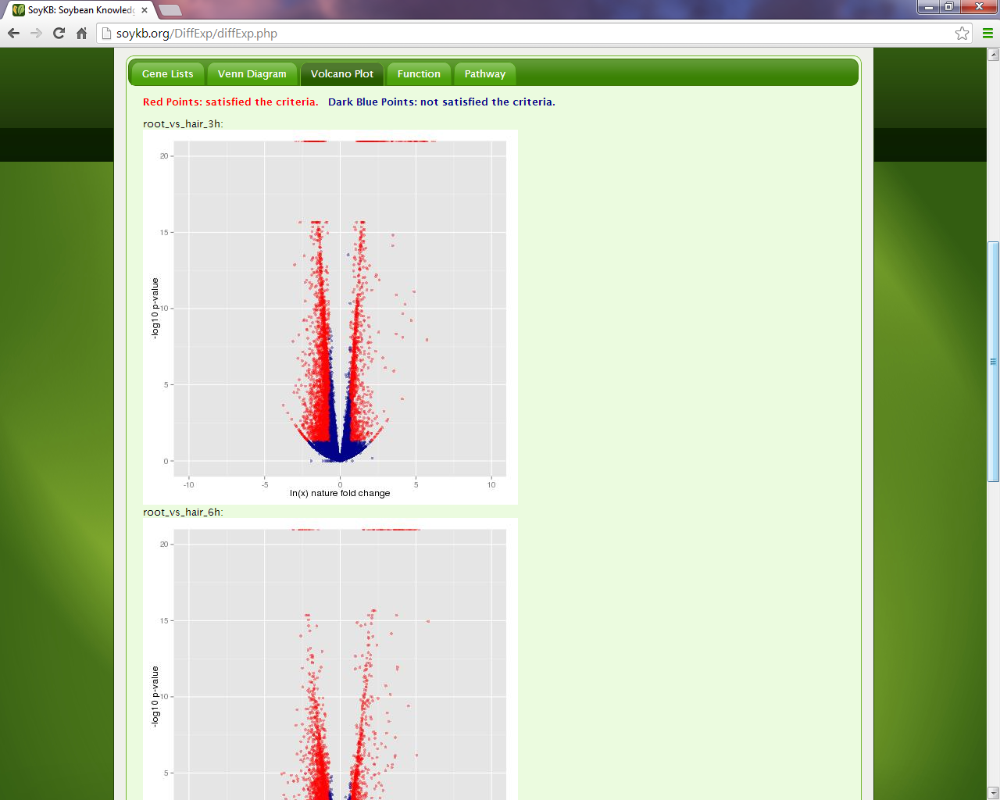 SoyKB: Soybean Knowledg
soykb.org/DiffExp/diffExp.php
Gene Lists Venn Diagram Volcano Plot Function Pathway
Red Points: satisfied the criteria. Dark Blue Points: not satisfied the criteria.
root_vs_hair_3h:
20
15
10
5
0
-log10 p-value
-10 -5 0 5 10
ln(x) nature fold change
root_vs_hair_6h:
20
15
10
5
-log10 p-value